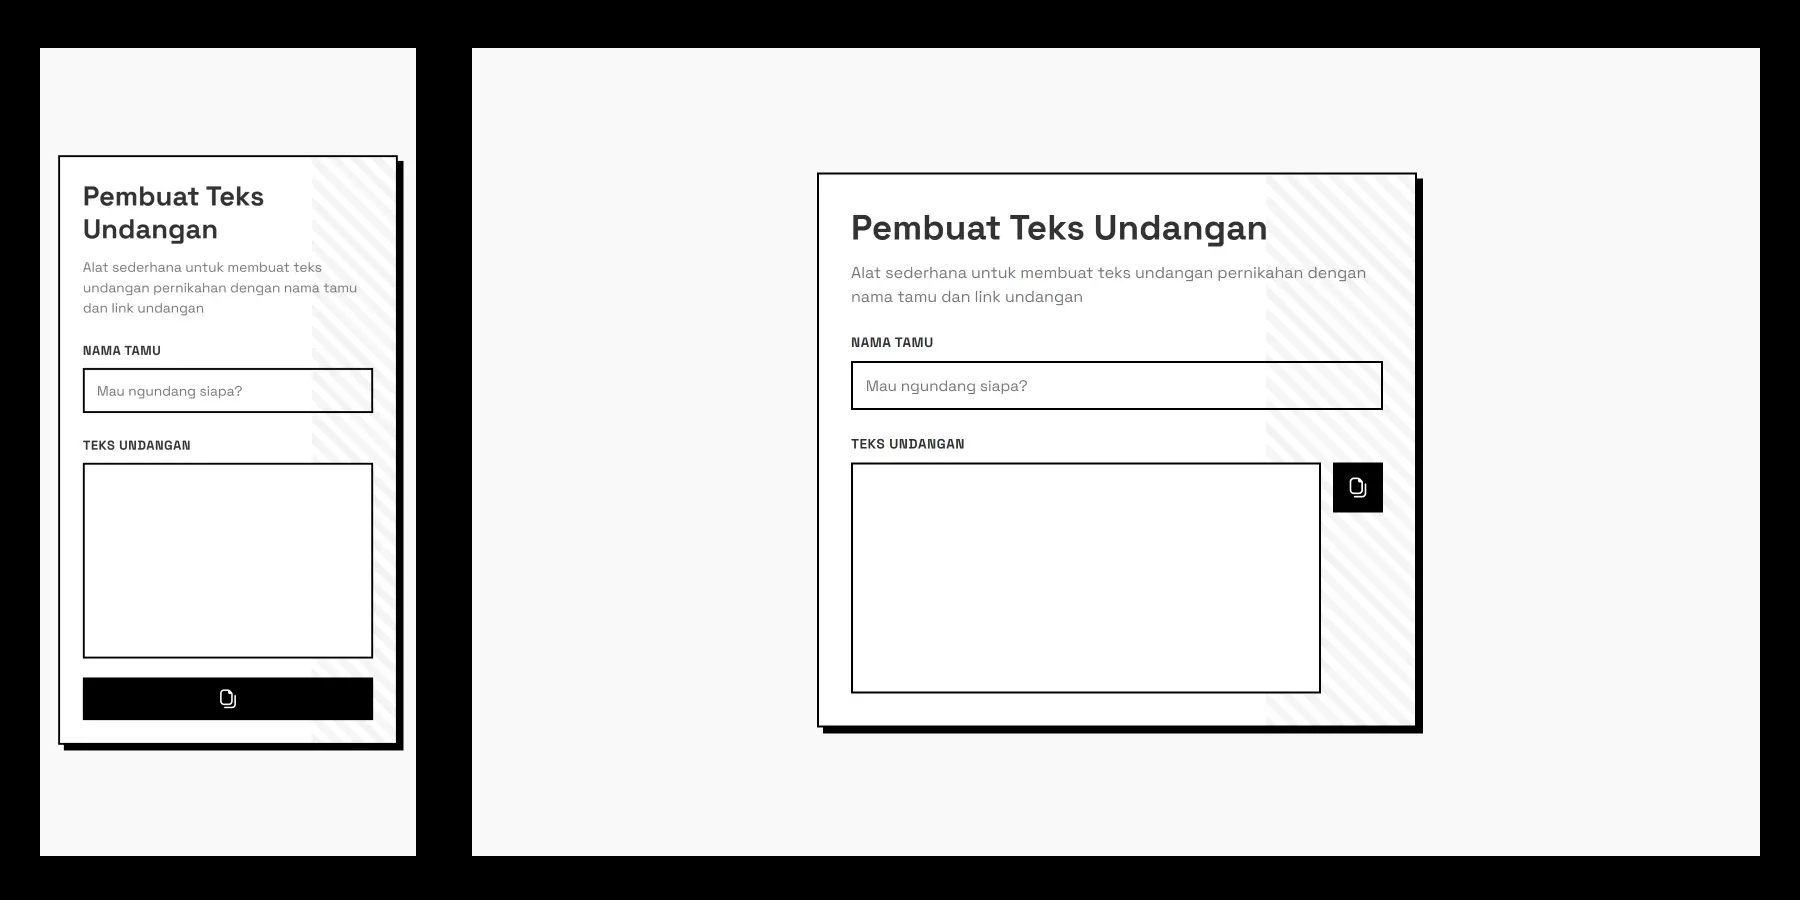 Pembuat Teks
Undangan
Alat sederhana untuk membuat teks
undangan pernikahan dengan nama tamu
dan link undangan
NAMA TAMU
Mau ngundang siapa?
TEKS UNDANGAN
Pembuat Teks Undangan
Alat sederhana untuk membuat teks undangan pernikahan dengan
nama tamu dan link undangan
NAMA TAMU
Mau ngundang siapa?
TEKS UNDANGAN